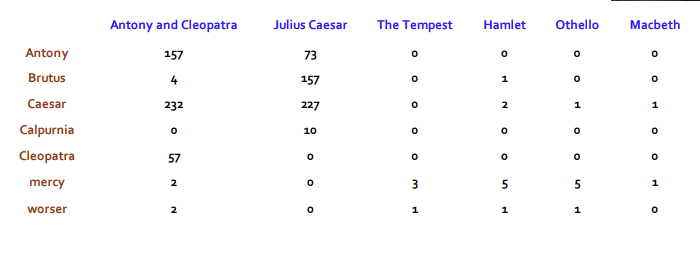 Antony and Cleopatra Julius Caesar The Tempest Hamlet Othello Macbeth
Antony 157 73 0 0 0 0
Brutus 4 157 0 1 0 0
Caesar 232 227 0 2 1 1
Calpurnia 0 10 0 0 0 0
Cleopatra 57 0 0 0 0 0
mercy 2 0 3 5 5 1
worser 2 0 1 1 1 0